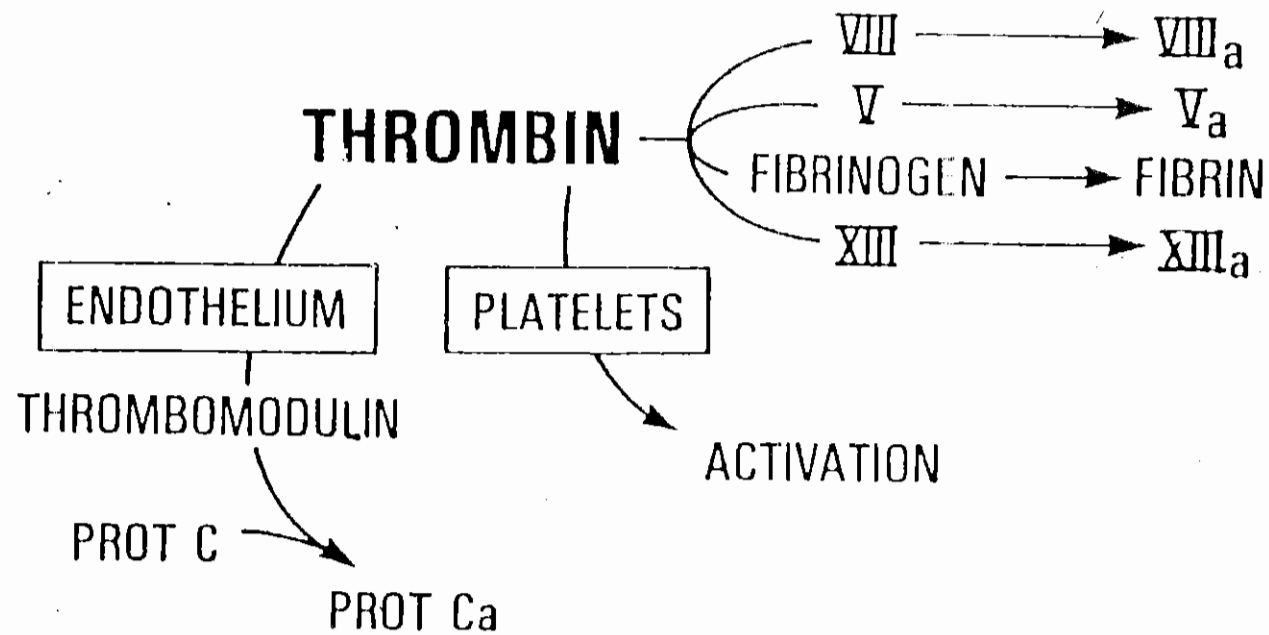 VIII → VIIIa
V → Va
THROMBIN
FIBRINOGEN → FIBRIN
XIII → XIIIa
ENDOTHELIUM
PLATELETS
THROMBOMODULIN
ACTIVATION
PROT C
PROT Ca